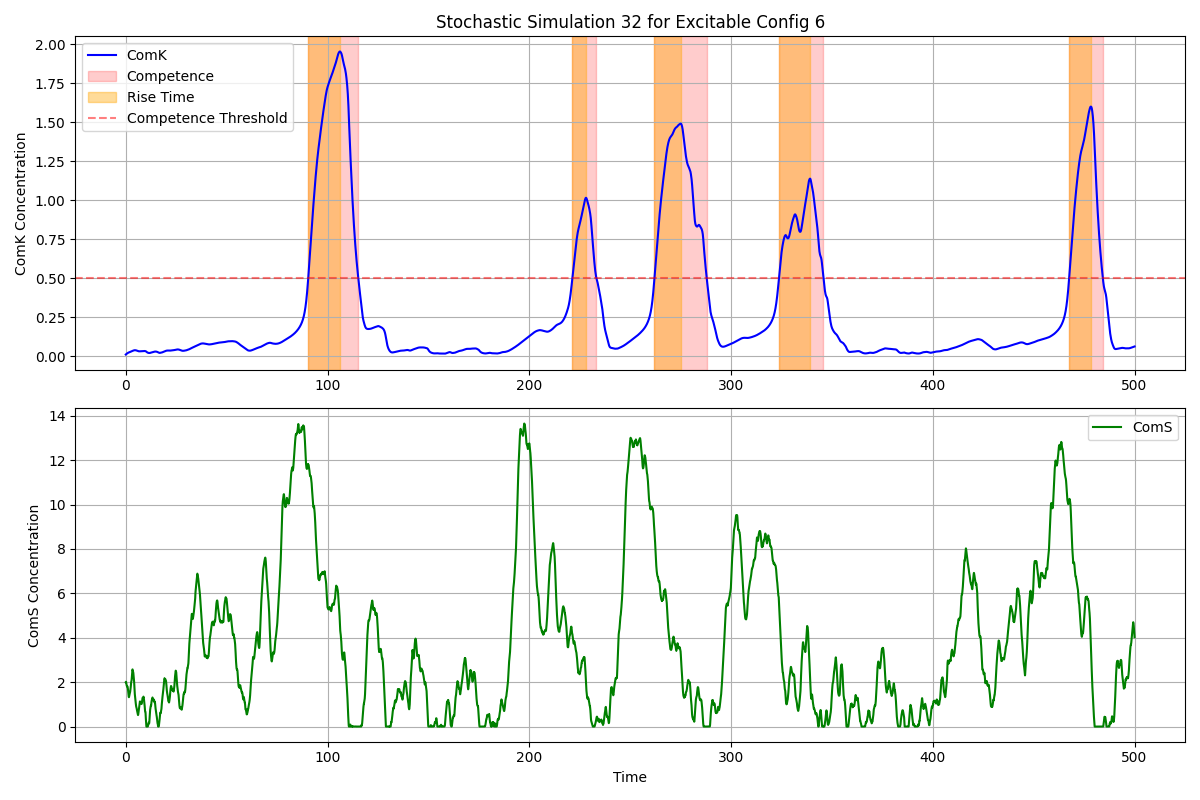 Stochastic Simulation 32 for Excitable Config 6
ComK Concentration
2.00
1.75
1.50
1.25
1.00
0.75
0.50
0.25
0.00
ComK
Competence
Rise Time
Competence Threshold
0 100 200 300 400 500
ComS Concentration
14
12
10
8
6
4
2
0
ComS
0 100 200 300 400 500
Time